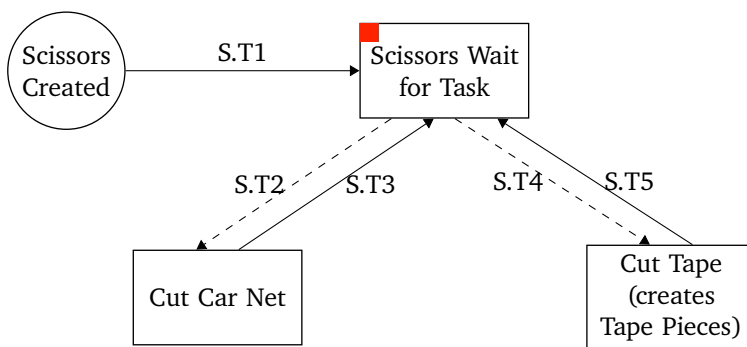 Scissors
Created
S.T1
Scissors Wait
for Task
S.T2
S.T3
S.T4
S.T5
Cut Car Net
Cut Tape
(creates
Tape Pieces)